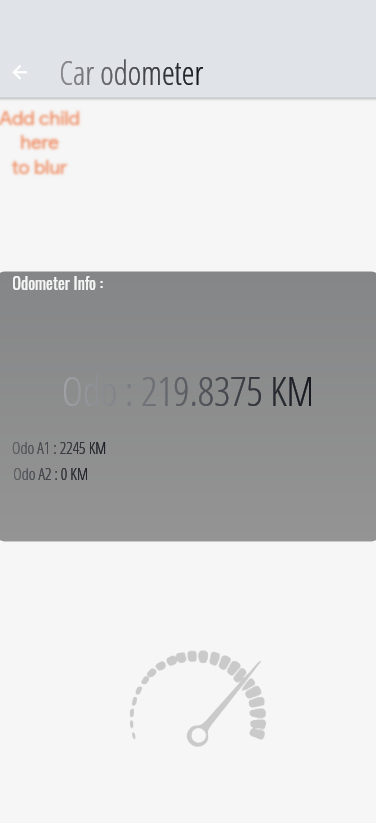 Car odometer
Add child
here
to blur
Odometer Info :
Odo : 219.8375 KM
Odo A1 : 2245 KM
Odo A2 : 0 KM